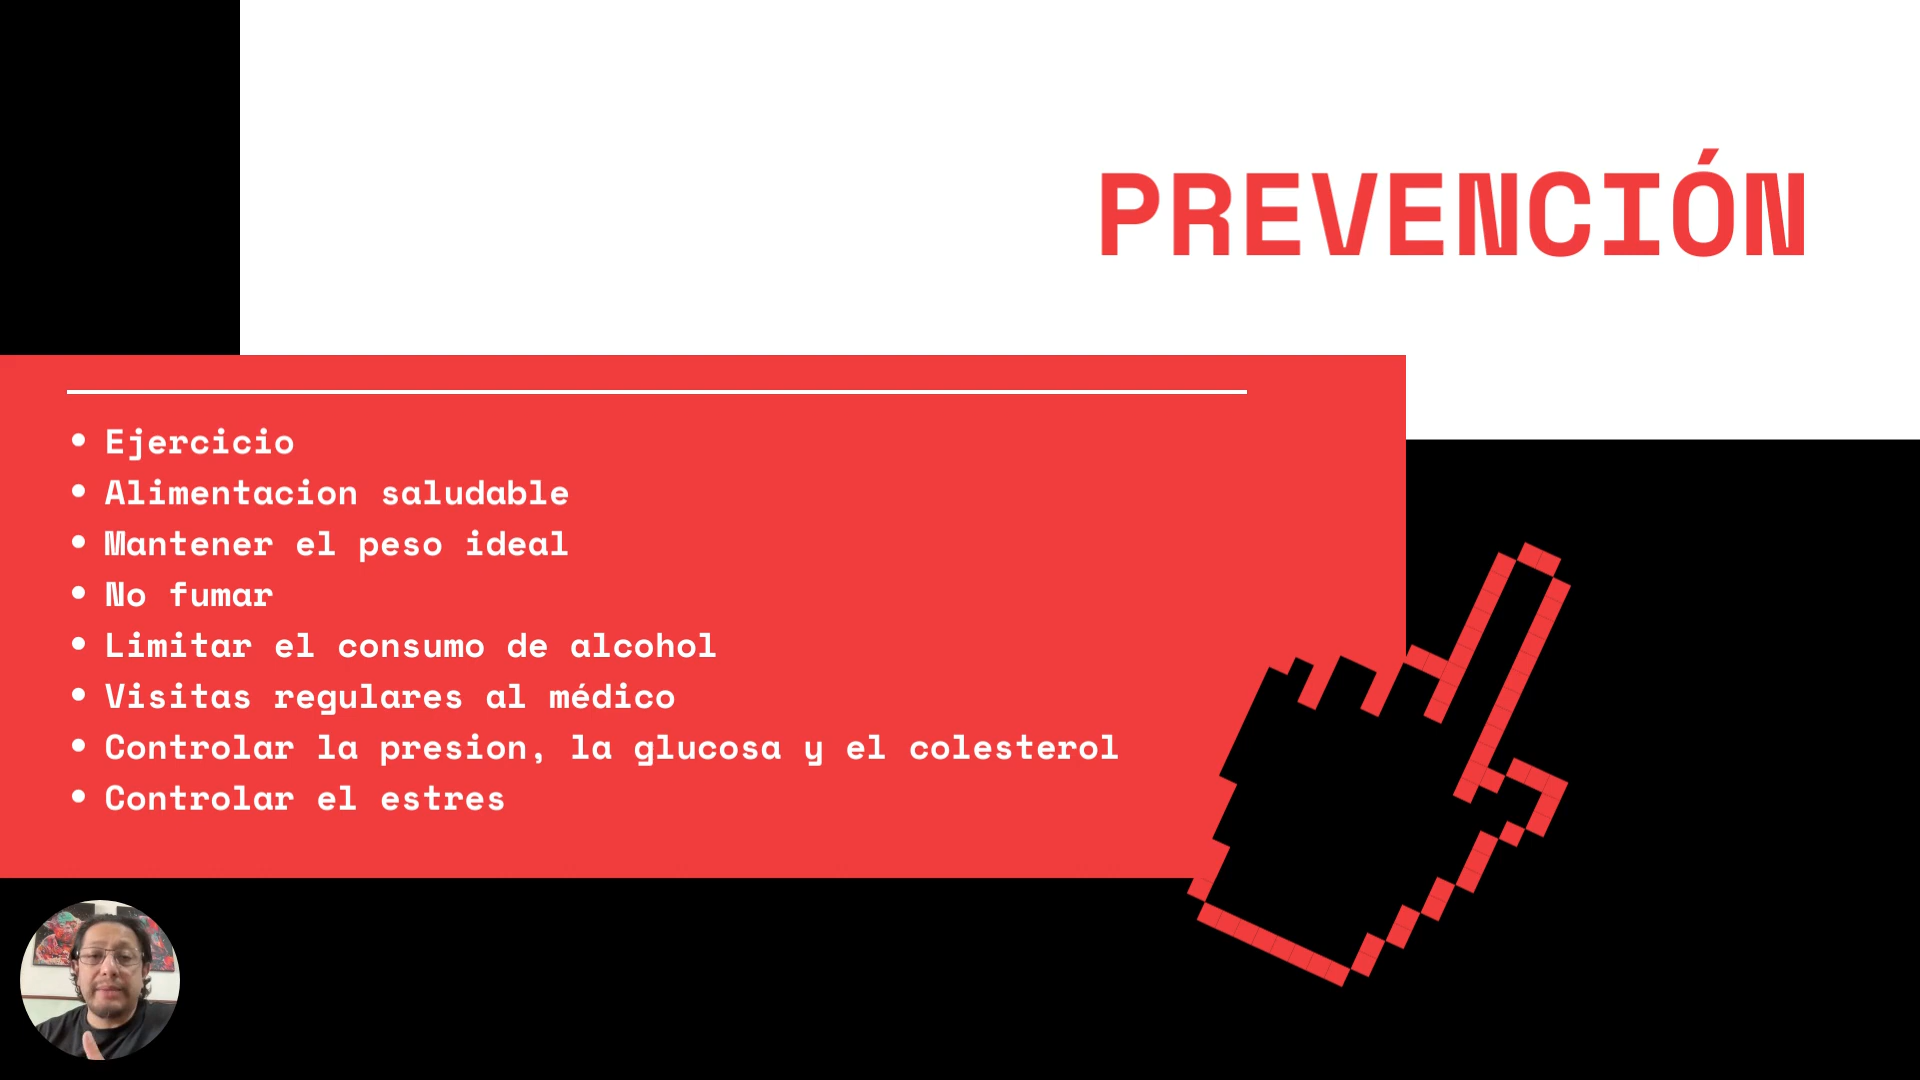 PREVENCIÓN
• Ejercicio
• Alimentacion saludable
• Mantener el peso ideal
• No fumar
• Limitar el consumo de alcohol
• Visitas regulares al médico
• Controlar la presion, la glucosa y el colesterol
• Controlar el estres